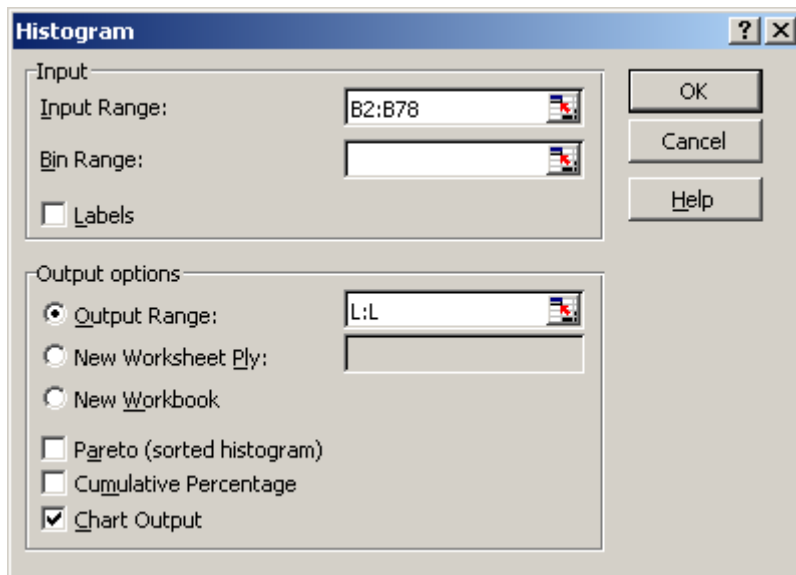 Histogram
Input
Input Range: B2:B78
Bin Range:
Labels
OK
Cancel
Help
Output options
Output Range: L:L
New Worksheet Ply:
New Workbook
Pareto (sorted histogram)
Cumulative Percentage
Chart Output